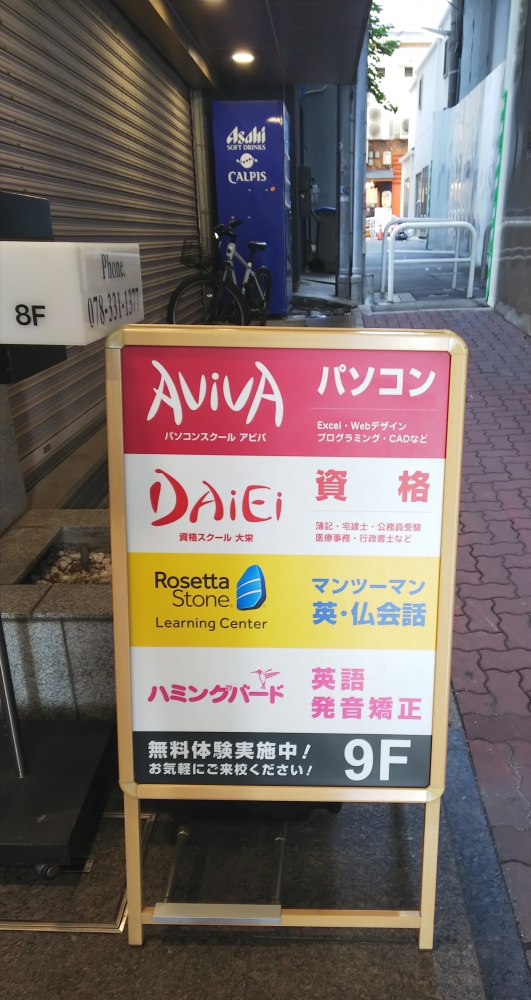 Asahi
SOFT DRINKS
CALPIS
Phone.
078-331-1377
8F
AViVA
パソコンスクール アビバ
パソコン
Excel・Webデザイン
プログラミング・CADなど
DAiEi
資格スクール 大栄
資格
簿記・宅建士・公務員受験
医療事務・行政書士など
Rosetta
Stone®
Learning Center
マンツーマン
英・仏会話
ハミングバード
英語
発音矯正
無料体験実施中!
お気軽にご来校ください!
9F